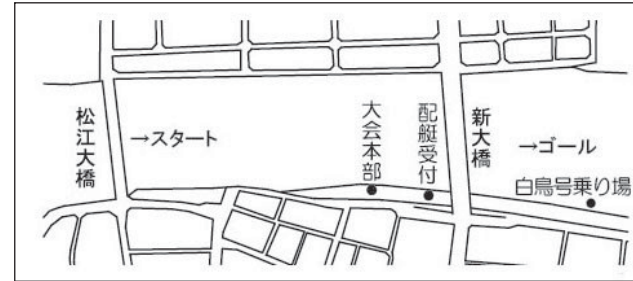 松江大橋
→スタート
大会本部
配艇受付
新大橋
→ゴール
白鳥号乗り場